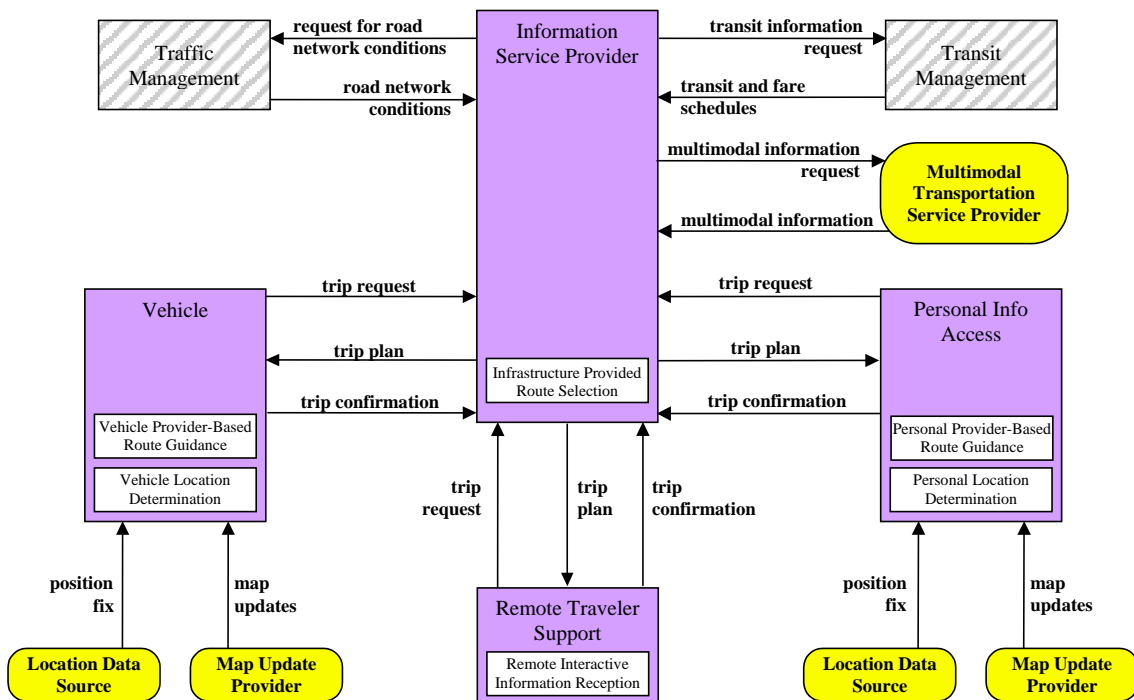 request for road
network conditions
Information
Service Provider
transit information
request
Traffic
Management
Transit
Management
road network
conditions
transit and fare
schedules
multimodal information
request
Multimodal
Transportation
Service Provider
multimodal information
trip request
trip request
Vehicle
Personal Info
Access
trip plan
trip plan
Infrastructure Provided
Route Selection
trip confirmation
trip confirmation
Vehicle Provider-Based
Route Guidance
Personal Provider-Based
Route Guidance
Vehicle Location
Determination
Personal Location
Determination
trip
request
trip
plan
trip
confirmation
position
fix
map
updates
position
fix
map
updates
Remote Traveler
Support
Remote Interactive
Information Reception
Location Data
Source
Map Update
Provider
Location Data
Source
Map Update
Provider